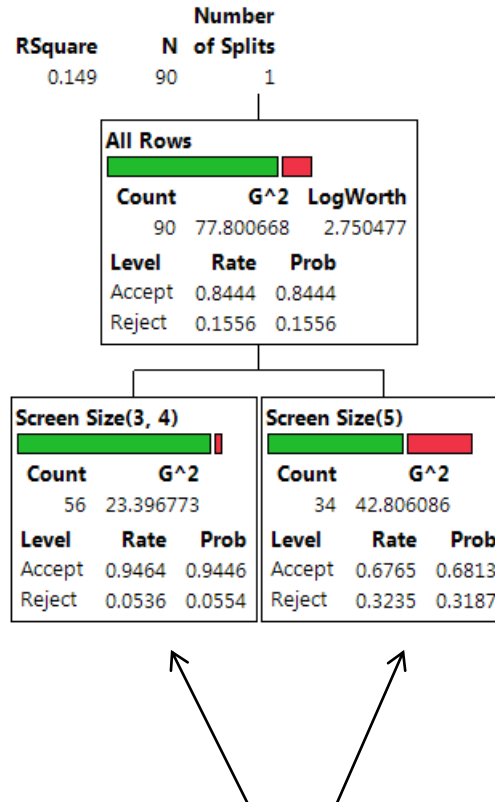 Number
RSquare N of Splits
0.149 90 1
All Rows
Count G^2 LogWorth
90 77.800668 2.750477
Level Rate Prob
Accept 0.8444 0.8444
Reject 0.1556 0.1556
Screen Size(3, 4)
Count G^2
56 23.396773
Level Rate Prob
Accept 0.9464 0.9446
Reject 0.0536 0.0554
Screen Size(5)
Count G^2
34 42.806086
Level Rate Prob
Accept 0.6765 0.6813
Reject 0.3235 0.3187